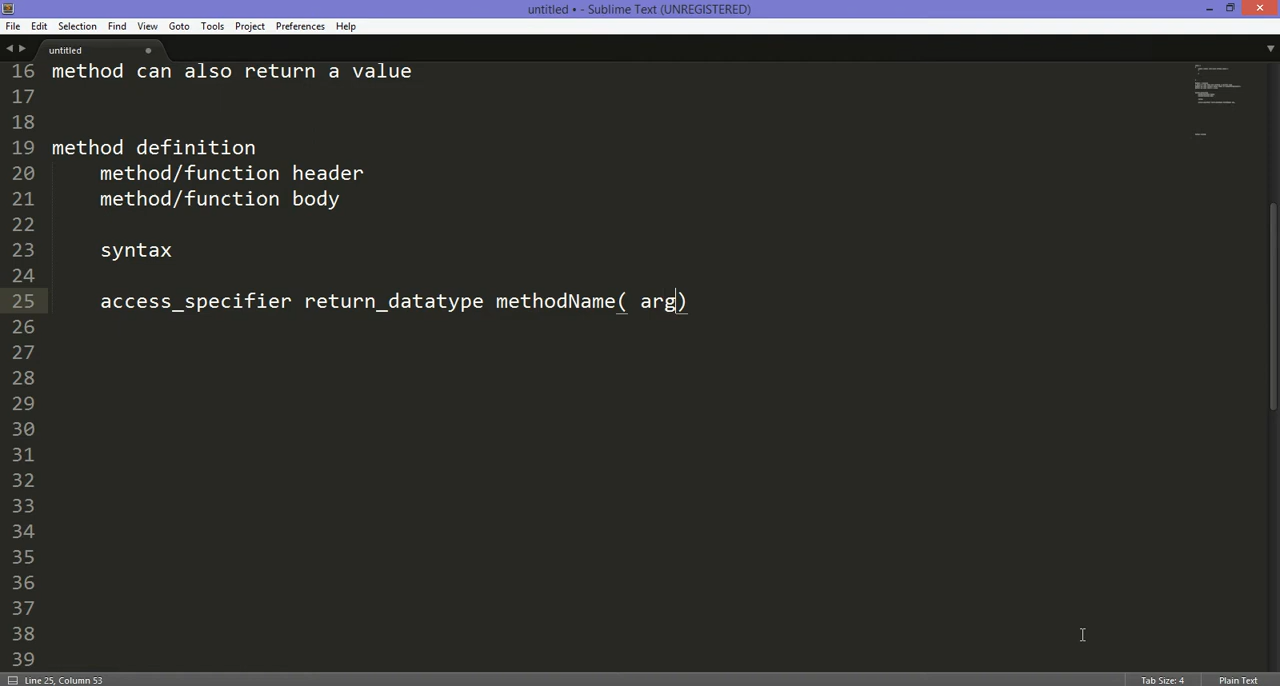 untitled • - Sublime Text (UNREGISTERED)
File Edit Selection Find View Goto Tools Project Preferences Help
untitled
16 method can also return a value
17
18
19 method definition
20 method/function header
21 method/function body
22
23 syntax
24
25 access_specifier return_datatype methodName( arg)
26
27
28
29
30
31
32
33
34
35
36
37
38
39
Line 25, Column 53 Tab Size: 4 Plain Text